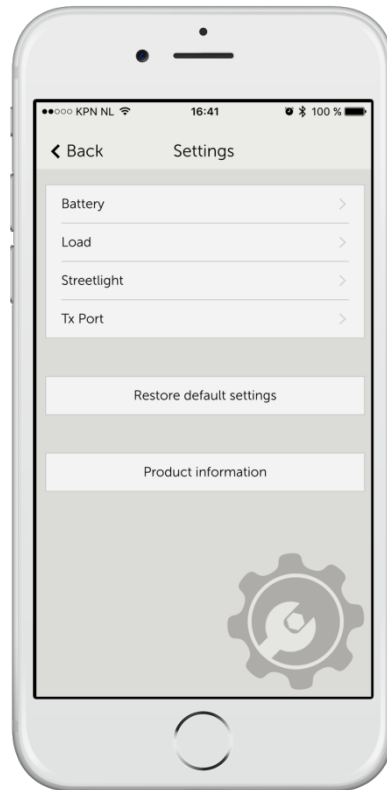 KPN NL 16:41 100 %
Back Settings
Battery
Load
Streetlight
Tx Port
Restore default settings
Product information